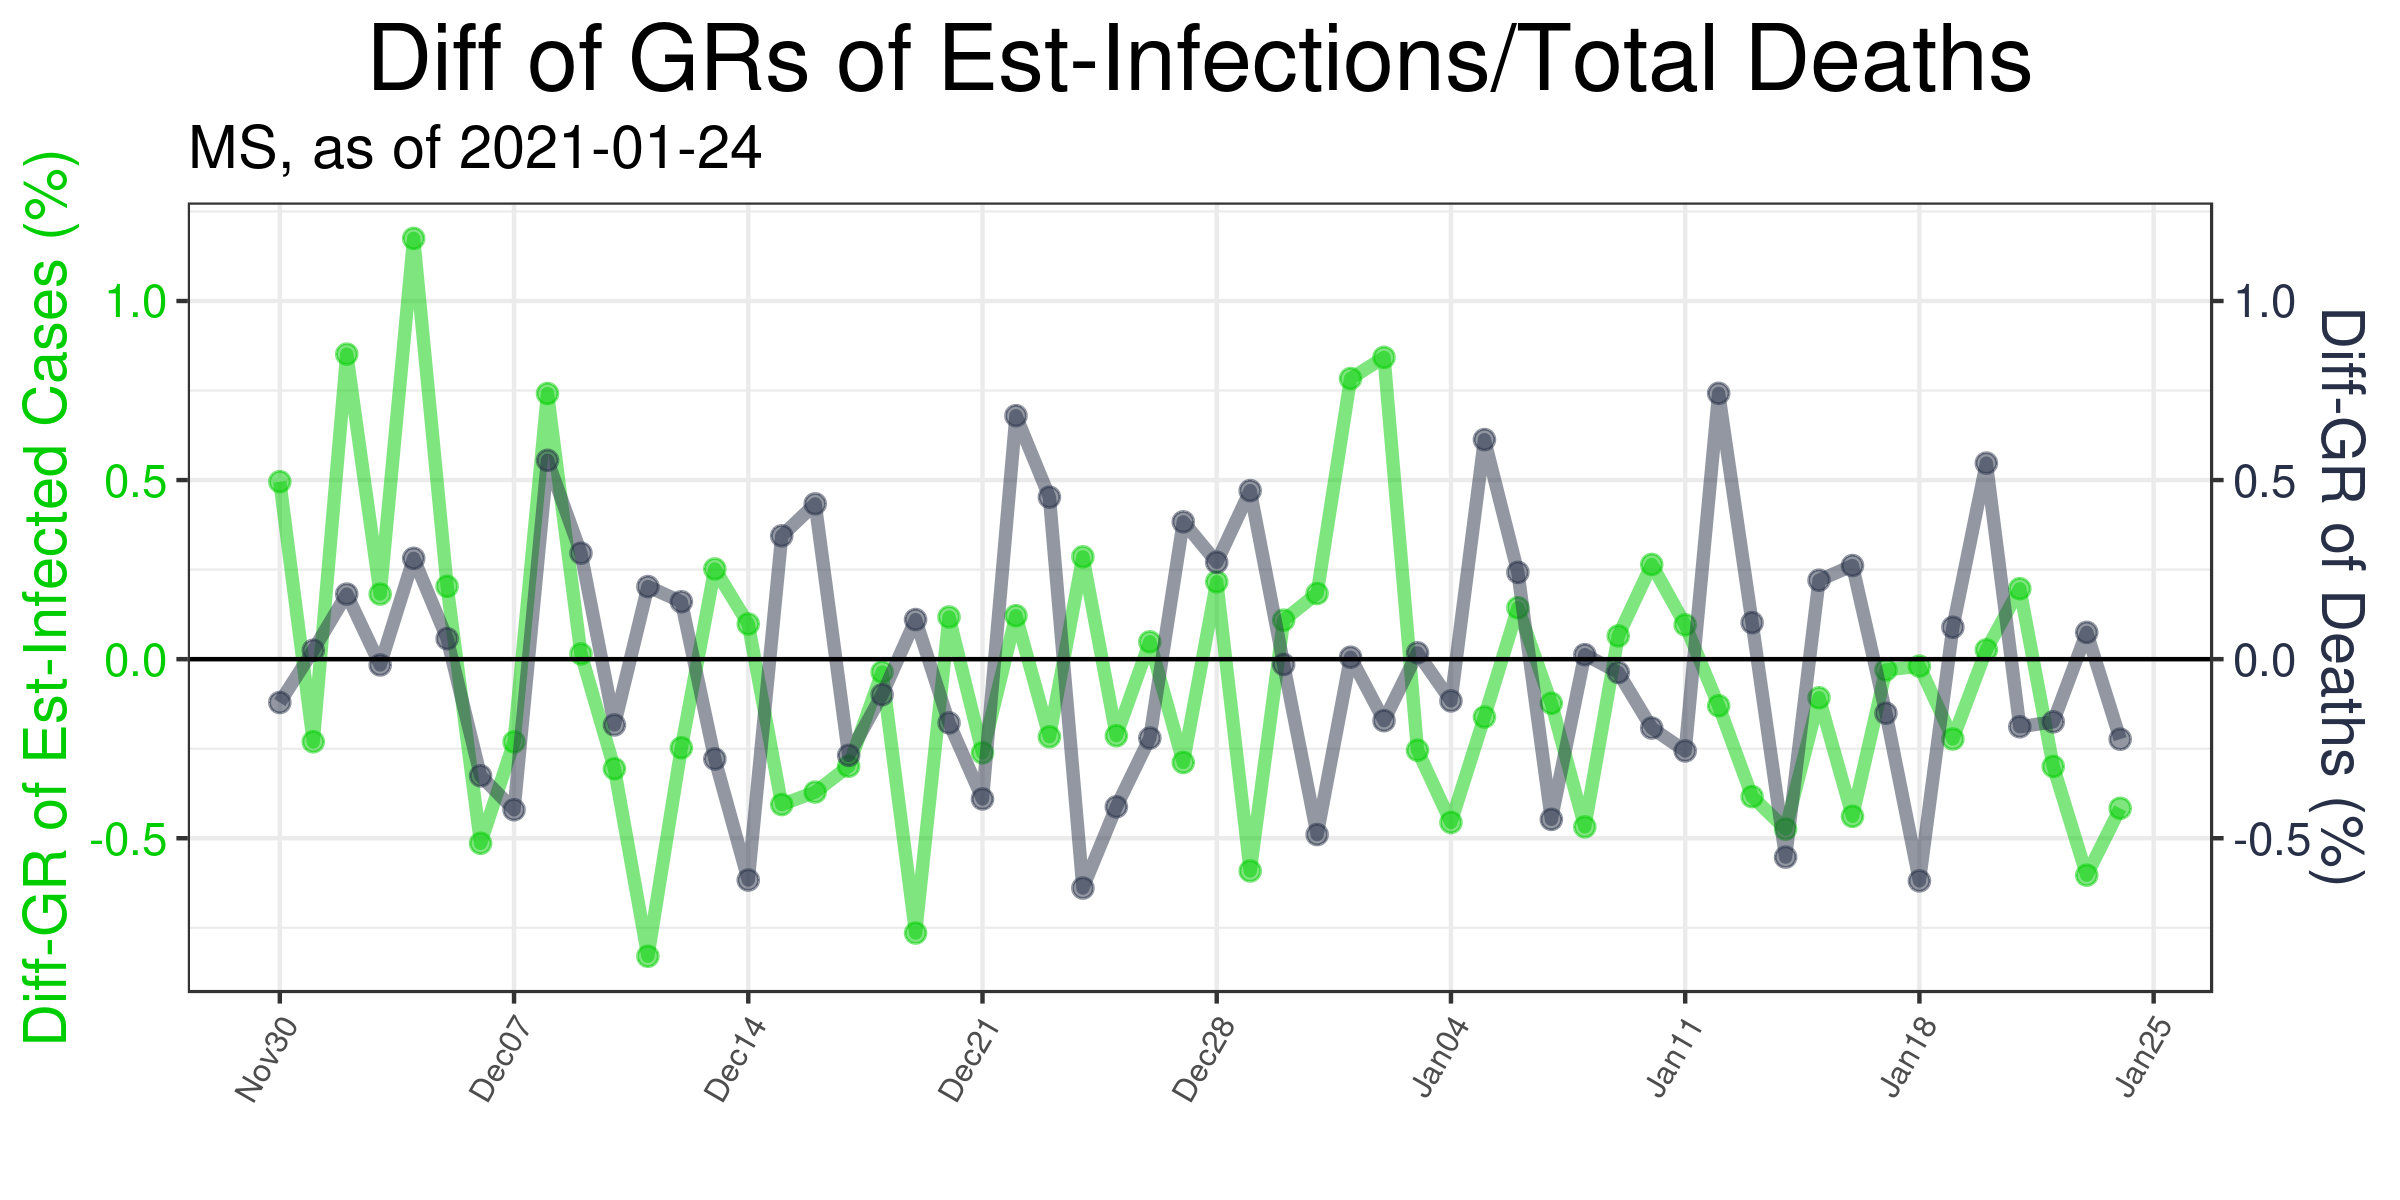 Diff of GRs of Est-Infections/Total Deaths
MS, as of 2021-01-24
Diff-GR of Est-Infected Cases (%)
1.0
0.5
0.0
-0.5
1.0
0.5
0.0
-0.5
Diff-GR of Deaths (%)
Nov30
Dec07
Dec14
Dec21
Dec28
Jan04
Jan11
Jan18
Jan25